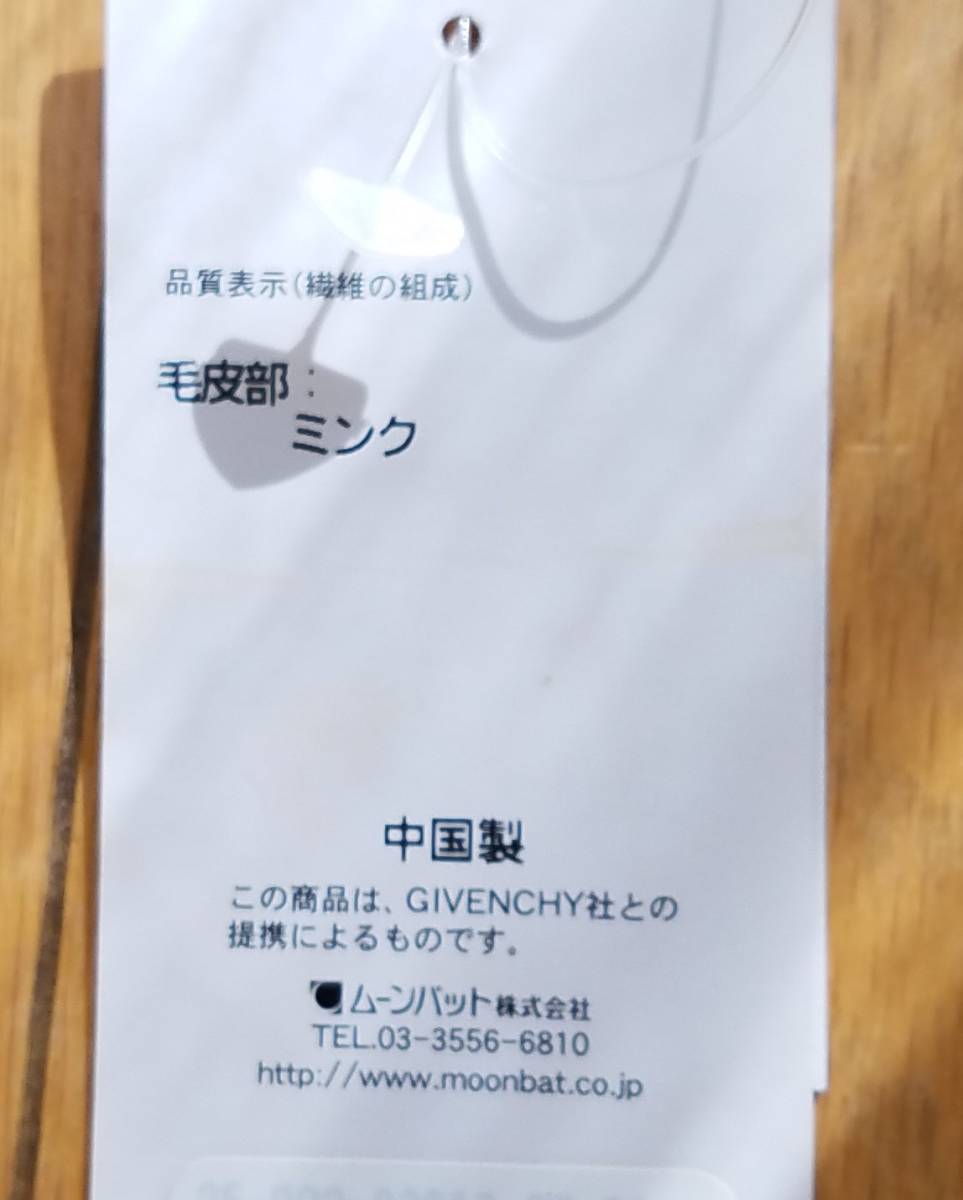 品質表示(繊維の組成)
毛皮部:
ミンク
中国製
この商品は、GIVENCHY社との
提携によるものです。
ムーンバット株式会社
TEL.03-3556-6810
http://www.moonbat.co.jp